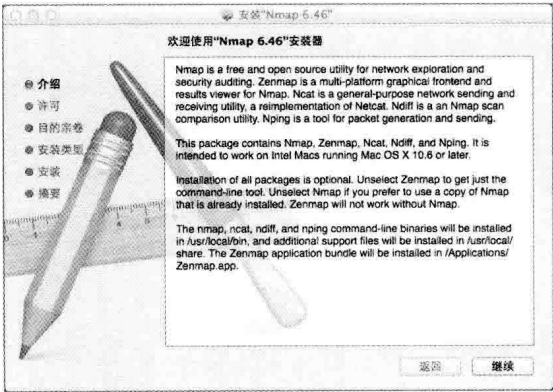 安装“Nmap 6.46”
欢迎使用“Nmap 6.46”安装器
介绍
许可
目的宗卷
安装类型
安装
摘要
Nmap is a free and open source utility for network exploration and
security auditing. Zenmap is a multi-platform graphical frontend and
results viewer for Nmap. Ncat is a general-purpose network sending and
receiving utility, a reimplementation of Netcat. Ndiff is a an Nmap scan
comparison utility. Nping is a tool for packet generation and sending.
This package contains Nmap, Zenmap, Ncat, Ndiff, and Nping. It is
intended to work on Intel Macs running Mac OS X 10.6 or later.
Installation of all packages is optional. Unselect Zenmap to get just the
command-line tool. Unselect Nmap if you prefer to use a copy of Nmap
that is already installed. Zenmap will not work without Nmap.
The nmap, ncat, ndiff, and nping command-line binaries will be installed
in /usr/local/bin, and additional support files will be installed in /usr/local/
share. The Zenmap application bundle will be installed in /Applications/
Zenmap.app.
返回
继续